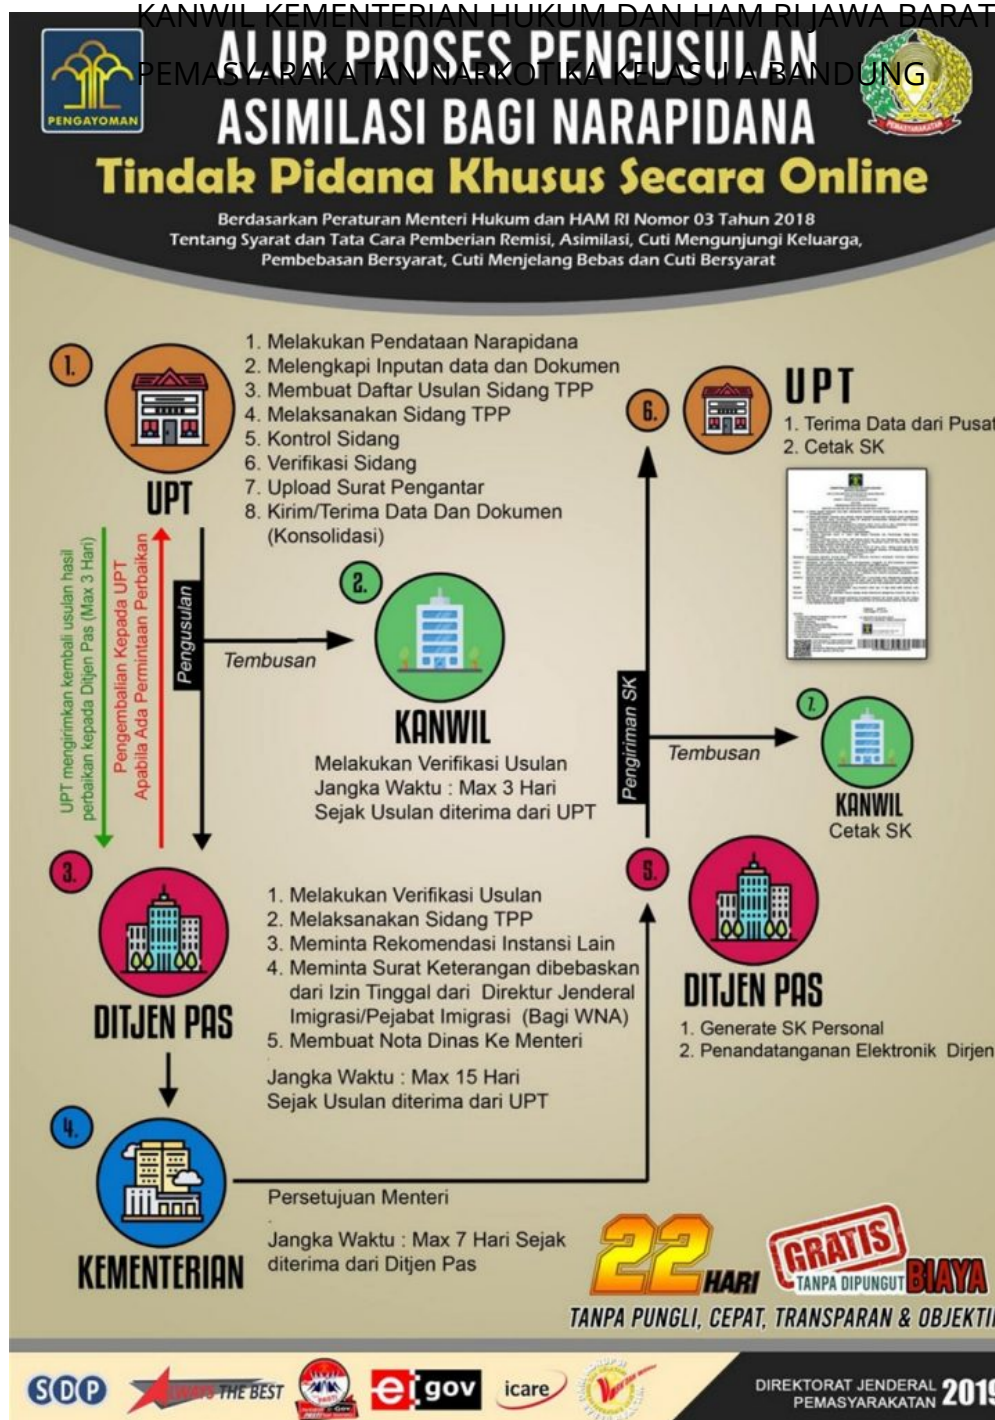 KANWIL KEMENTERIAN HUKUM DAN HAM RI JAWA BARAT
PEMASYARAKATAN NARKOTIKA KELAS II A BANDUNG
PENGAYOMAN
PEMASYARAKATAN
ALUR PROSES PENGUSULAN
ASIMILASI BAGI NARAPIDANA
Tindak Pidana Khusus Secara Online
Berdasarkan Peraturan Menteri Hukum dan HAM RI Nomor 03 Tahun 2018
Tentang Syarat dan Tata Cara Pemberian Remisi, Asimilasi, Cuti Mengunjungi Keluarga,
Pembebasan Bersyarat, Cuti Menjelang Bebas dan Cuti Bersyarat
1.
UPT
1. Melakukan Pendataan Narapidana
2. Melengkapi Inputan data dan Dokumen
3. Membuat Daftar Usulan Sidang TPP
4. Melaksanakan Sidang TPP
5. Kontrol Sidang
6. Verifikasi Sidang
7. Upload Surat Pengantar
8. Kirim/Terima Data Dan Dokumen
(Konsolidasi)
UPT mengirimkan kembali usulan hasil
perbaikan kepada Ditjen Pas (Max 3 Hari)
Pengembalian Kepada UPT
Apabila Ada Permintaan Perbaikan
Pengusulan
Tembusan
2.
KANWIL
Melakukan Verifikasi Usulan
Jangka Waktu : Max 3 Hari
Sejak Usulan diterima dari UPT
3.
DITJEN PAS
1. Melakukan Verifikasi Usulan
2. Melaksanakan Sidang TPP
3. Meminta Rekomendasi Instansi Lain
4. Meminta Surat Keterangan dibebaskan
dari Izin Tinggal dari Direktur Jenderal
Imigrasi/Pejabat Imigrasi (Bagi WNA)
5. Membuat Nota Dinas Ke Menteri
.
Jangka Waktu : Max 15 Hari
Sejak Usulan diterima dari UPT
4.
KEMENTERIAN
Persetujuan Menteri
.
Jangka Waktu : Max 7 Hari Sejak
diterima dari Ditjen Pas
5.
DITJEN PAS
1. Generate SK Personal
2. Penandatanganan Elektronik Dirjen
Pengiriman SK
Tembusan
6.
UPT
1. Terima Data dari Pusat
2. Cetak SK
7.
KANWIL
Cetak SK
22 HARI
GRATIS
TANPA DIPUNGUT BIAYA
TANPA PUNGLI, CEPAT, TRANSPARAN & OBJEKTIF
SDP
ALWAYS THE BEST
e gov
icare
DIREKTORAT JENDERAL
PEMASYARAKATAN
2019